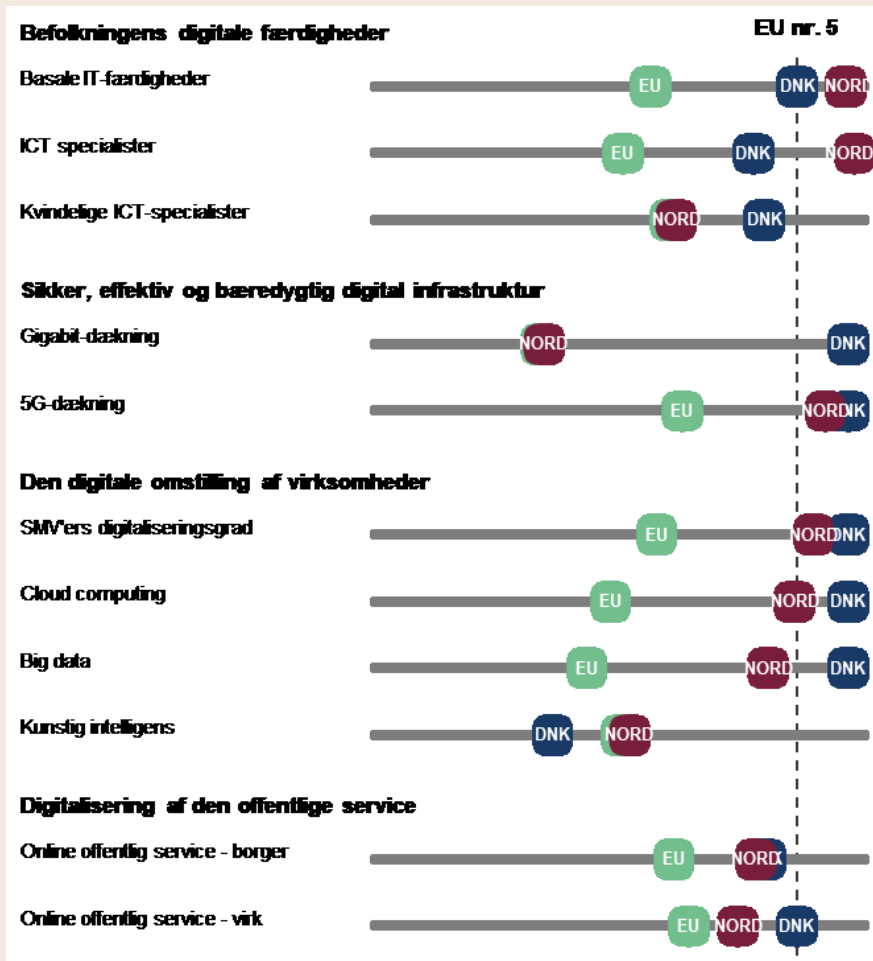 Befolkningens digitale færdigheder EU nr. 5
Basale IT-færdigheder EU DNK NORD
ICT specialister EU DNK NORD
Kvindelige ICT-specialister NORD DNK
Sikker, effektiv og bæredygtig digital infrastruktur
Gigabit-dækning NORD DNK
5G-dækning EU NORD NK
Den digitale omstilling af virksomheder
SMV'ers digitaliseringsgrad EU NORD DNK
Cloud computing EU NORD DNK
Big data EU NORD DNK
Kunstig intelligens DNK NORD
Digitalisering af den offentlige service
Online offentlig service - borger EU NORD K
Online offentlig service - virk EU NORD DNK